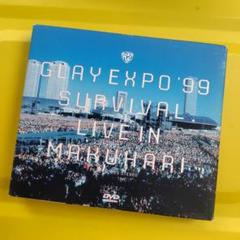 GLAY EXPO '99
SURVIVAL
LIVE IN
MAKUHARI
DVD